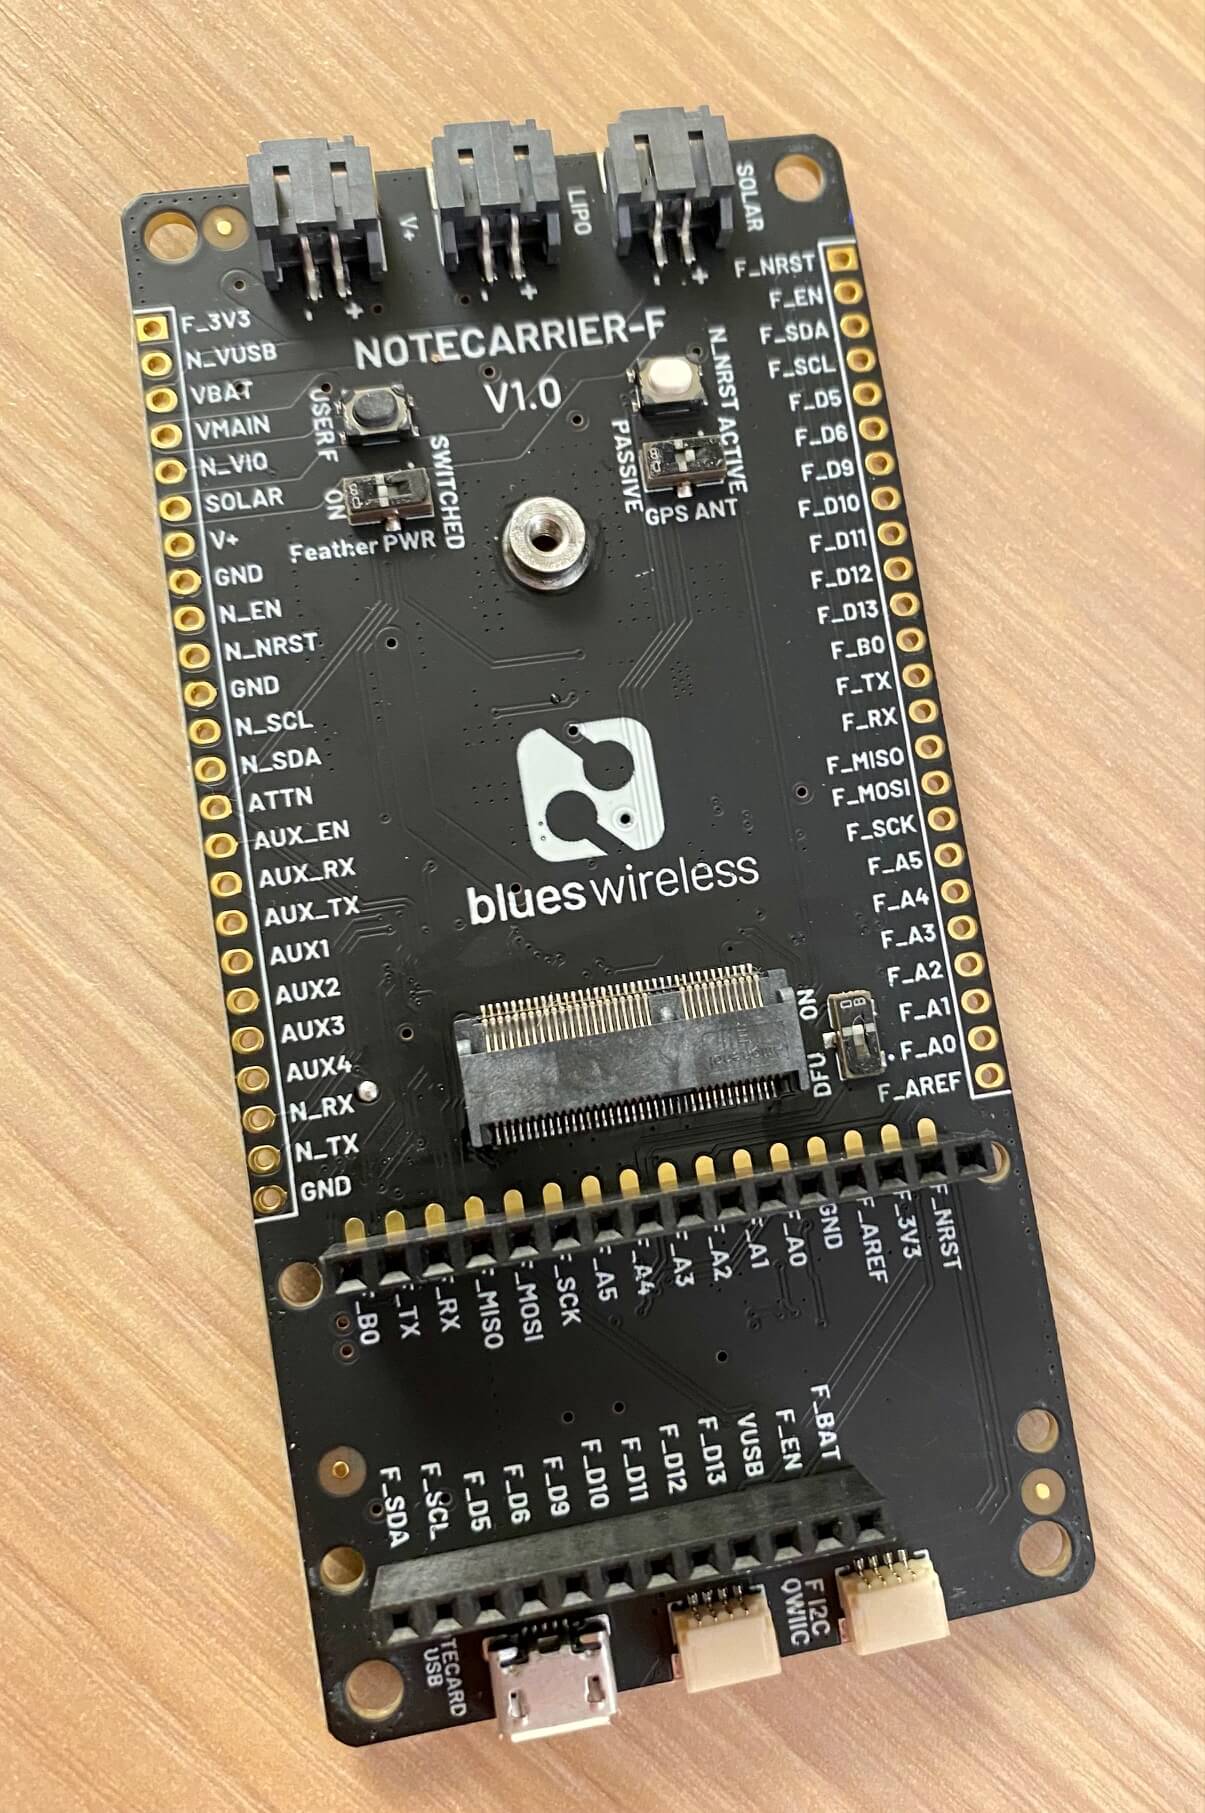 V+
LIPO
SOLAR
- +
- +
- +
NOTECARRIER-F
V1.0
USERF
N_NRST
ON
SWITCHED
Feather PWR
PASSIVE
ACTIVE
GPS ANT
F_3V3
N_VUSB
VBAT
VMAIN
N_VIO
SOLAR
V+
GND
N_EN
N_NRST
GND
N_SCL
N_SDA
ATTN
AUX_EN
AUX_RX
AUX_TX
AUX1
AUX2
AUX3
AUX4
N_RX
N_TX
GND
F_NRST
F_EN
F_SDA
F_SCL
F_D5
F_D6
F_D9
F_D10
F_D11
F_D12
F_D13
F_B0
F_TX
F_RX
F_MISO
F_MOSI
F_SCK
F_A5
F_A4
F_A3
F_A2
F_A1
F_A0
F_AREF
blues wireless
DFU
ON
F_B0
F_TX
F_RX
F_MISO
F_MOSI
F_SCK
F_A5
F_A4
F_A3
F_A2
F_A1
F_A0
GND
F_AREF
F_3V3
F_NRST
F_SDA
F_SCL
F_D5
F_D6
F_D9
F_D10
F_D11
F_D12
F_D13
VUSB
F_EN
F_BAT
USB
F I2C
QWIIC